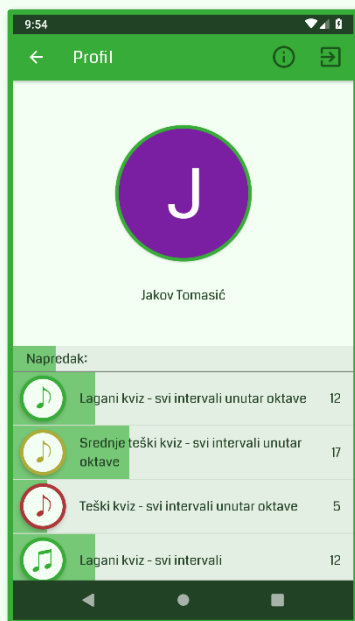 9:54
Profil
J
Jakov Tomasić
Napredak:
Lagani kviz - svi intervali unutar oktave 12
Srednje teški kviz - svi intervali unutar
oktave 17
Teški kviz - svi intervali unutar oktave 5
Lagani kviz - svi intervali 12